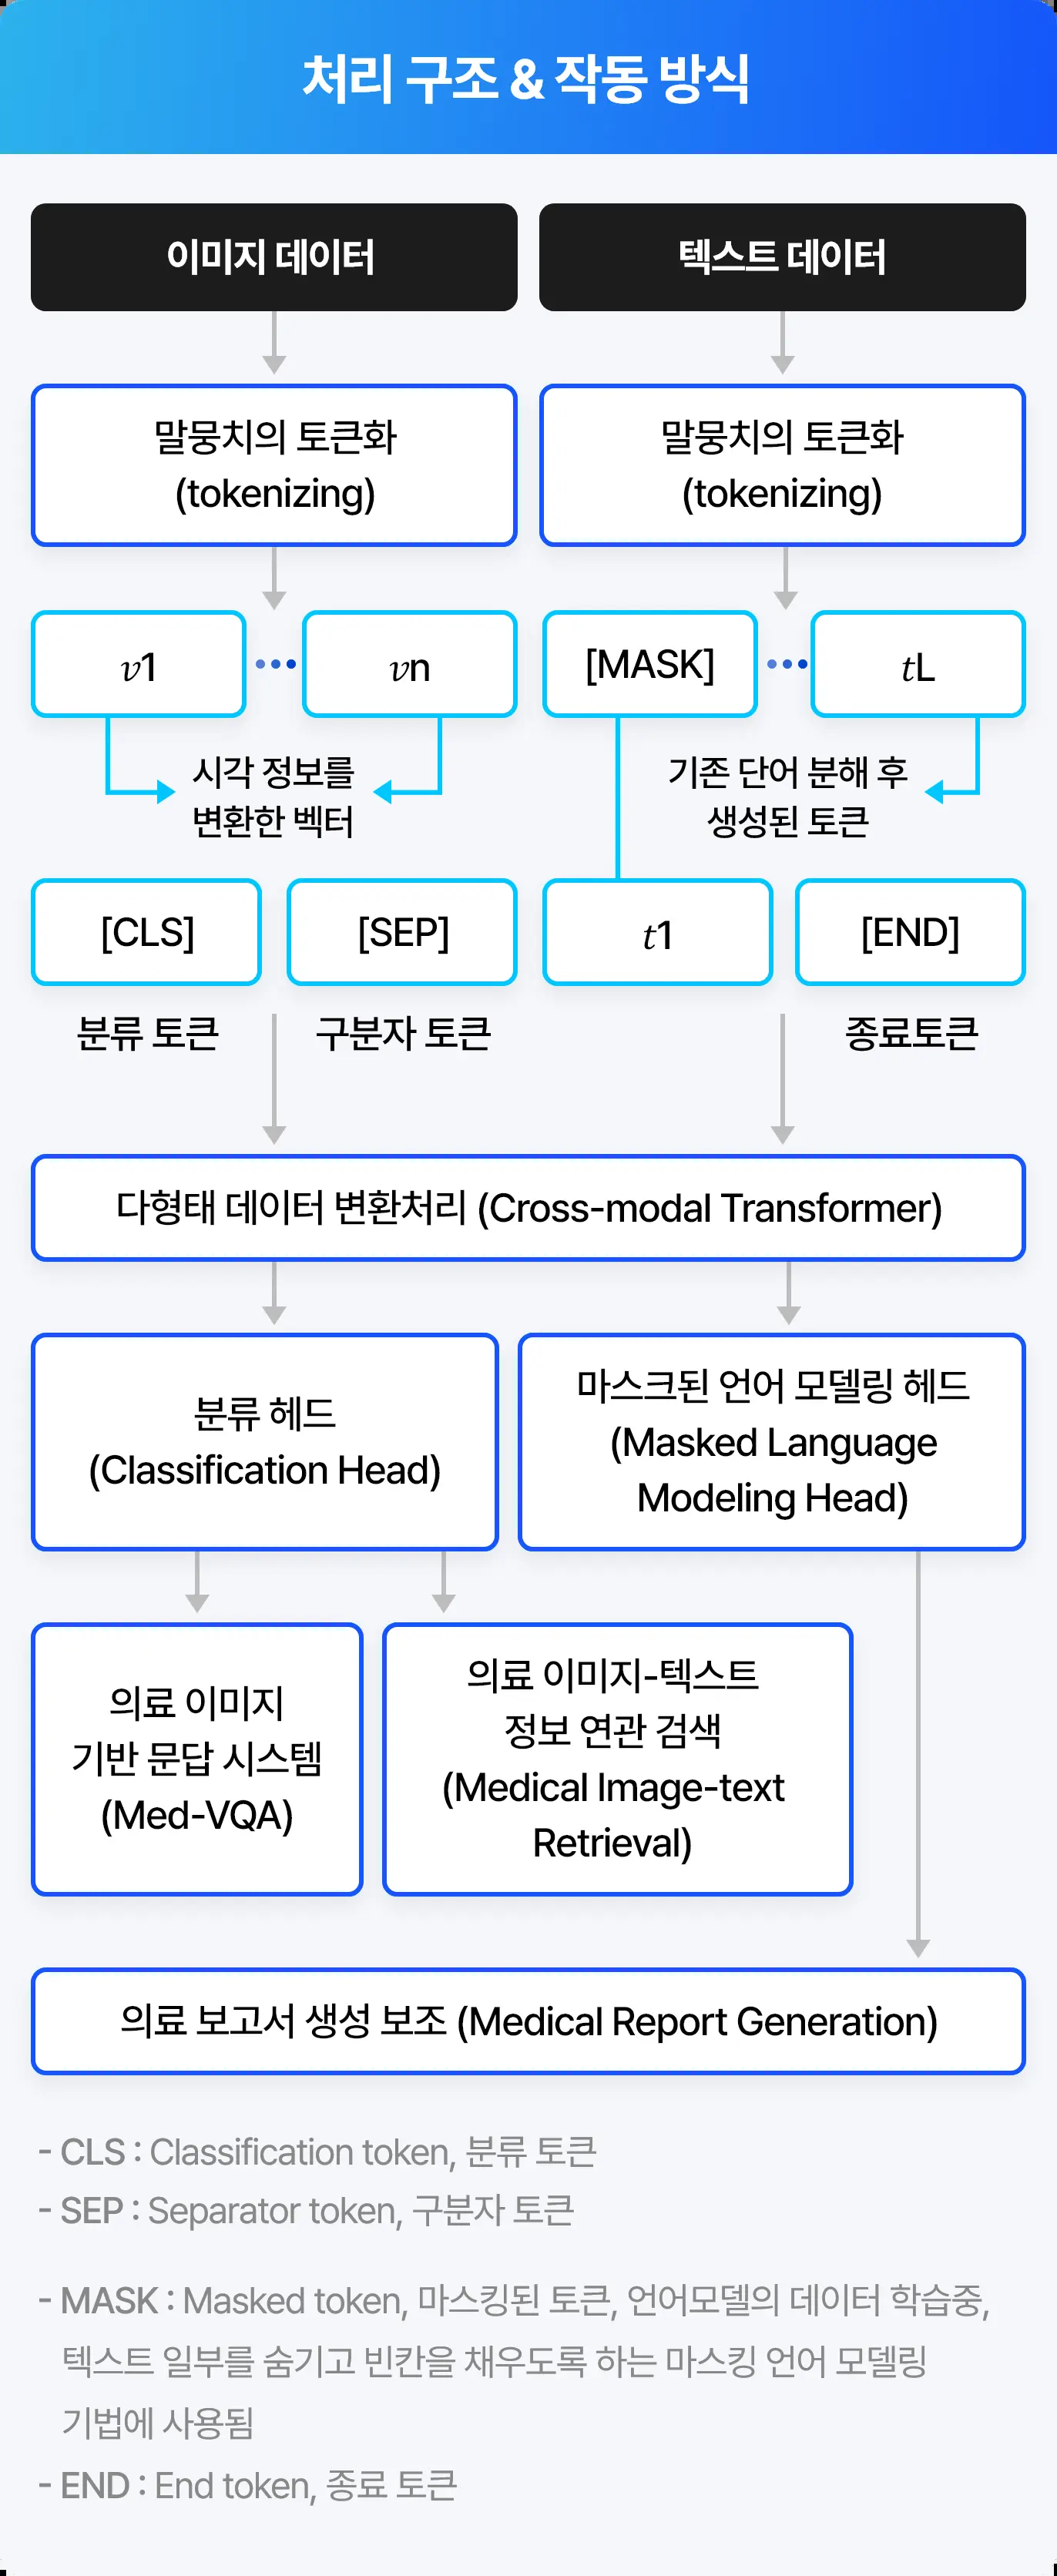 처리 구조 & 작동 방식
이미지 데이터
텍스트 데이터
말뭉치의 토큰화
(tokenizing)
말뭉치의 토큰화
(tokenizing)
v1
vn
[MASK]
tL
시각 정보를
변환한 벡터
기존 단어 분해 후
생성된 토큰
[CLS]
[SEP]
t1
[END]
분류 토큰
구분자 토큰
종료토큰
다형태 데이터 변환처리 (Cross-modal Transformer)
분류 헤드
(Classification Head)
마스크된 언어 모델링 헤드
(Masked Language
Modeling Head)
의료 이미지
기반 문답 시스템
(Med-VQA)
의료 이미지-텍스트
정보 연관 검색
(Medical Image-text
Retrieval)
의료 보고서 생성 보조 (Medical Report Generation)
- CLS : Classification token, 분류 토큰
- SEP : Separator token, 구분자 토큰
- MASK : Masked token, 마스킹된 토큰, 언어모델의 데이터 학습중,
텍스트 일부를 숨기고 빈칸을 채우도록 하는 마스킹 언어 모델링
기법에 사용됨
- END : End token, 종료 토큰